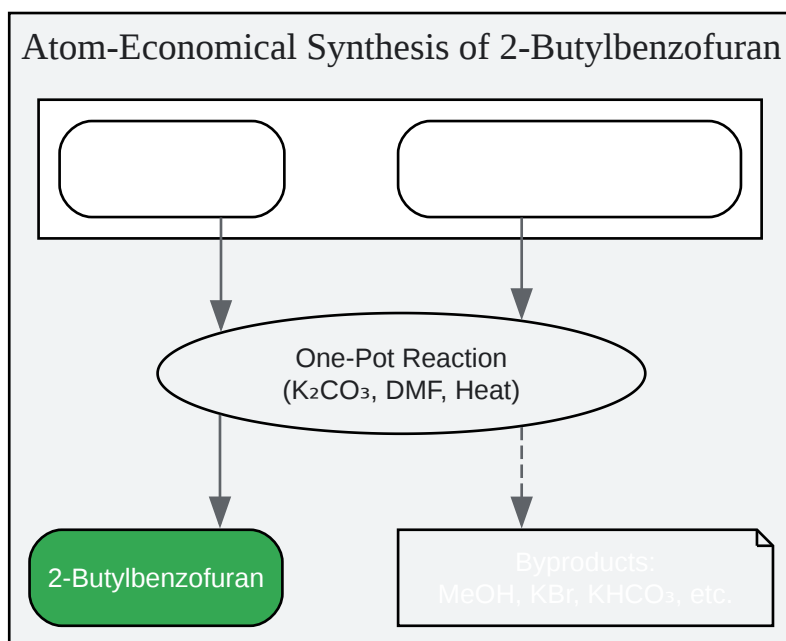 Atom-Economical Synthesis of 2-Butylbenzofuran
One-Pot Reaction
(K₂CO₃, DMF, Heat)
2-Butylbenzofuran
Byproducts:
MeOH, KBr, KHCO₃, etc.